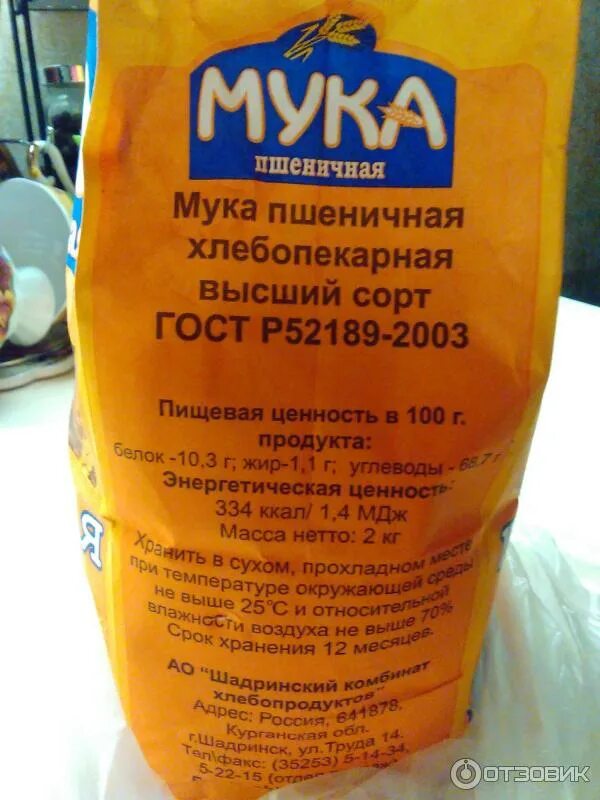 МУКА
пшеничная
Мука пшеничная
хлебопекарная
высший сорт
ГОСТ Р52189-2003
Пищевая ценность в 100 г.
продукта:
белок -10,3 г; жир-1,1 г; углеводы - 68,7 г
Энергетическая ценность:
334 ккал/ 1,4 МДж
Масса нетто: 2 кг
Хранить в сухом, прохладном месте
при температуре окружающей среды
не выше 25°С и относительной
влажности воздуха не выше 70%
Срок хранения 12 месяцев.
АО "Шадринский комбинат
хлебопродуктов"
Адрес: Россия, 641878,
Курганская обл.
г.Шадринск, ул.Труда 14.
Тел\факс: (35253) 5-14-34,
5-22-15 (отдел
Я
ОТЗОВИК